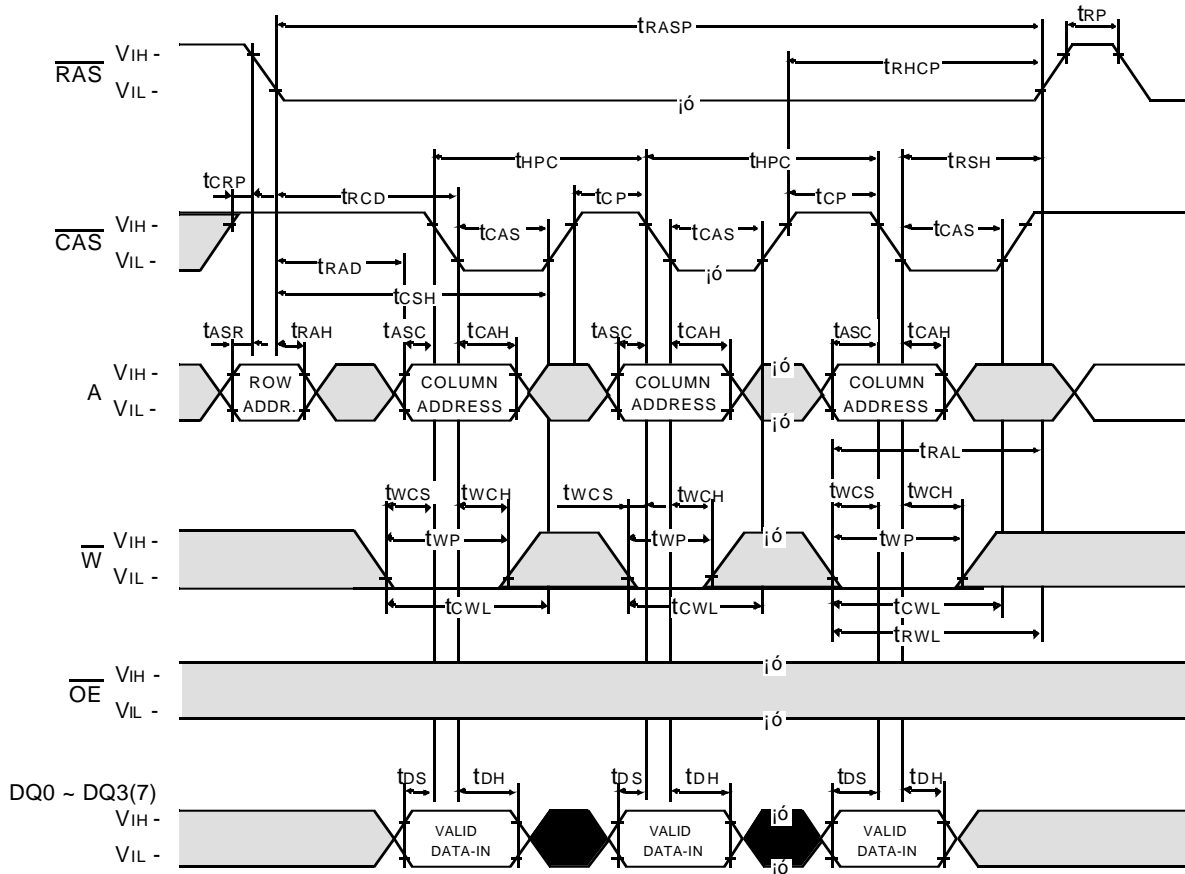 tRASP
tRP
RAS
VIH -
VIL -
tRHCP
¡ó
tHPC
tHPC
tRSH
tCRP
tRCD
tCP
tCP
CAS
VIH -
VIL -
tCAS
tCAS
tCAS
¡ó
tRAD
tCSH
tASR
tRAH
tASC
tCAH
tASC
tCAH
tASC
tCAH
A
VIH -
VIL -
ROW
ADDR.
COLUMN
ADDRESS
COLUMN
ADDRESS
¡ó
¡ó
COLUMN
ADDRESS
tRAL
tWCS
tWCH
tWCS
tWCH
tWCS
tWCH
W
VIH -
VIL -
tWP
tWP
¡ó
tWP
tCWL
tCWL
tCWL
tRWL
OE
VIH -
VIL -
¡ó
¡ó
DQ0 ~ DQ3(7)
VIH -
VIL -
tDS
tDH
tDS
tDH
tDS
tDH
VALID
DATA-IN
VALID
DATA-IN
¡ó
¡ó
VALID
DATA-IN